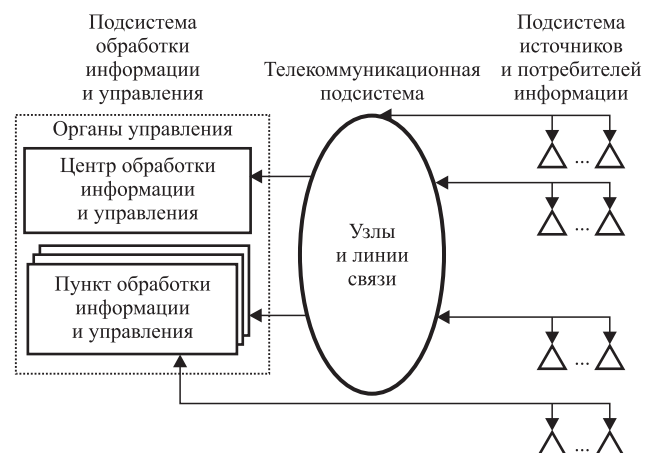 Подсистема
обработки
информации
и управления
Телекоммуникационная
подсистема
Подсистема
источников
и потребителей
информации
Органы управления
Центр обработки
информации
и управления
Пункт обработки
информации
и управления
Узлы
и линии
связи
...
...
...
...